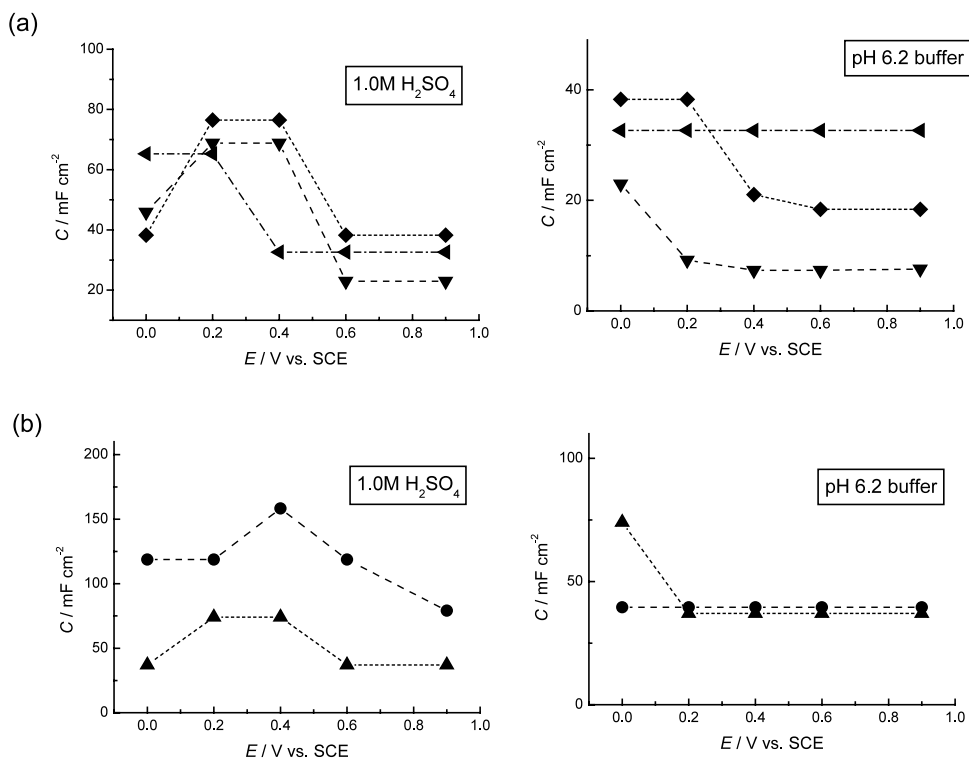 (a)
100
80
60
40
20
C / mF cm⁻²
1.0M H₂SO₄
0.0 0.2 0.4 0.6 0.8 1.0
E / V vs. SCE
40
20
0
C / mF cm⁻²
pH 6.2 buffer
0.0 0.2 0.4 0.6 0.8 1.0
E / V vs. SCE
(b)
200
150
100
50
0
C / mF cm⁻²
1.0M H₂SO₄
0.0 0.2 0.4 0.6 0.8 1.0
E / V vs. SCE
100
50
0
C / mF cm⁻²
pH 6.2 buffer
0.0 0.2 0.4 0.6 0.8 1.0
E / V vs. SCE